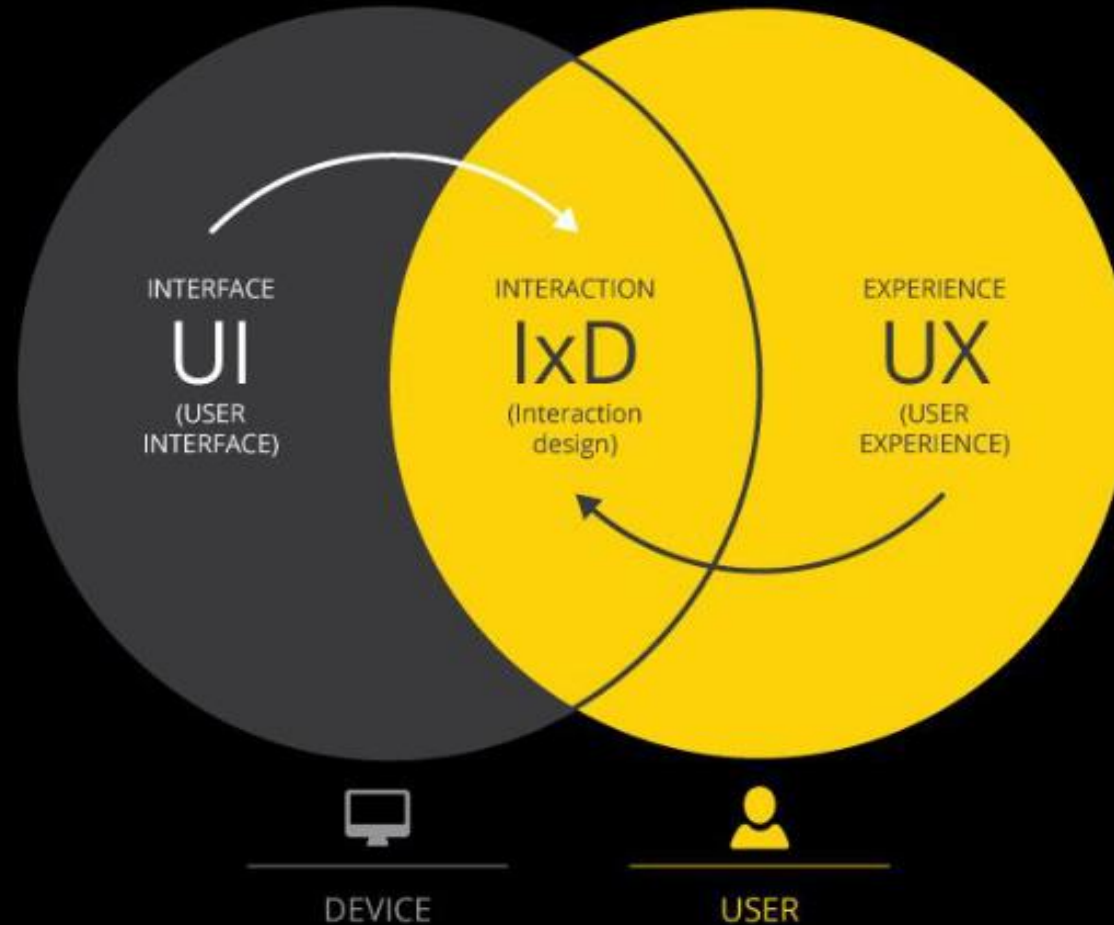 INTERFACE
UI
(USER
INTERFACE)
INTERACTION
IxD
(Interaction
design)
EXPERIENCE
UX
(USER
EXPERIENCE)
DEVICE
USER